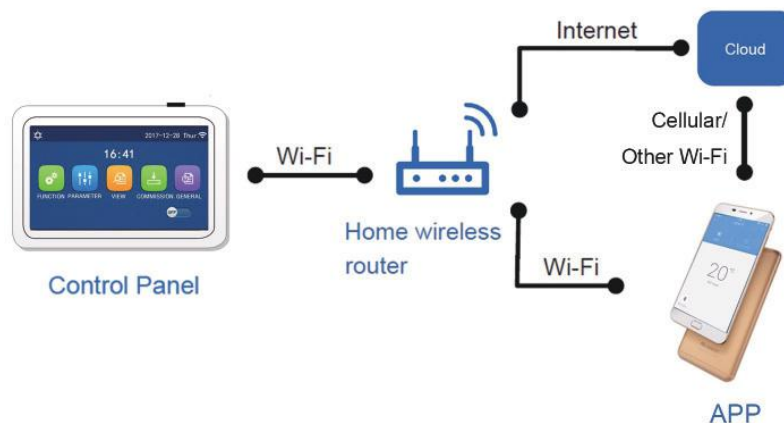 Internet
Cloud
Cellular/
Other Wi-Fi
2017-12-28 Thur
16:41
Wi-Fi
FUNCTION PARAMETER VIEW COMMISSION GENERAL
OFF
Home wireless
router
Wi-Fi
20°
Control Panel
APP